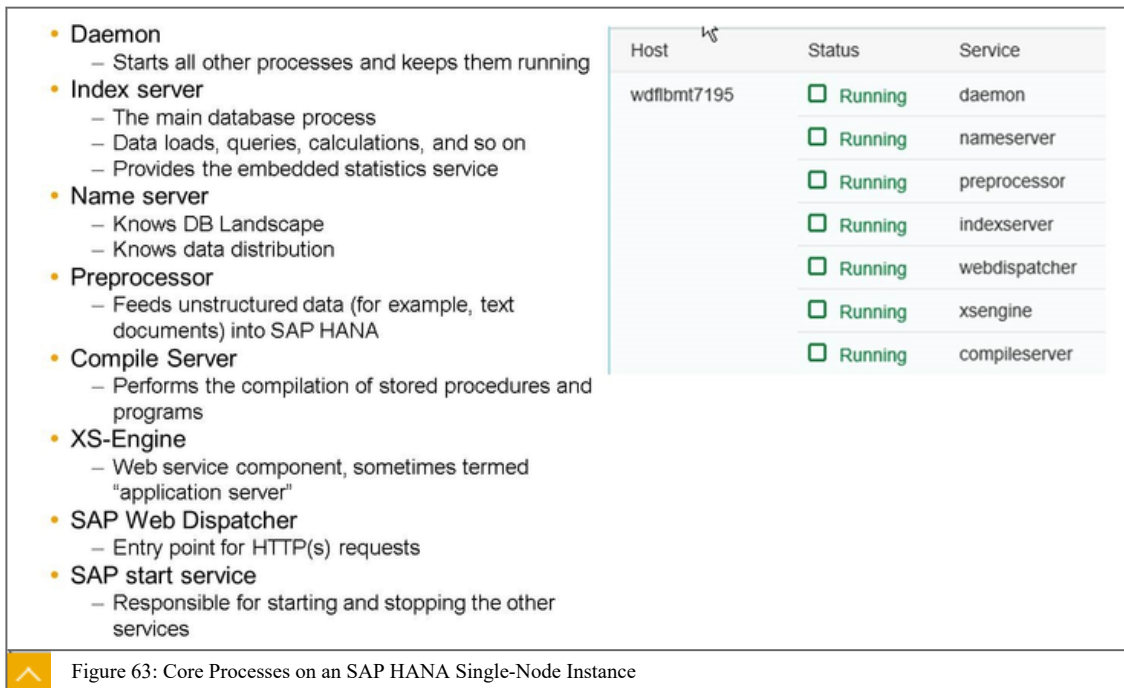 • Daemon
– Starts all other processes and keeps them running
• Index server
– The main database process
– Data loads, queries, calculations, and so on
– Provides the embedded statistics service
• Name server
– Knows DB Landscape
– Knows data distribution
• Preprocessor
– Feeds unstructured data (for example, text
documents) into SAP HANA
• Compile Server
– Performs the compilation of stored procedures and
programs
• XS-Engine
– Web service component, sometimes termed
“application server”
• SAP Web Dispatcher
– Entry point for HTTP(s) requests
• SAP start service
– Responsible for starting and stopping the other
services
Host Status Service
wdflbmt7195 Running daemon
Running nameserver
Running preprocessor
Running indexserver
Running webdispatcher
Running xsengine
Running compileserver
Figure 63: Core Processes on an SAP HANA Single-Node Instance